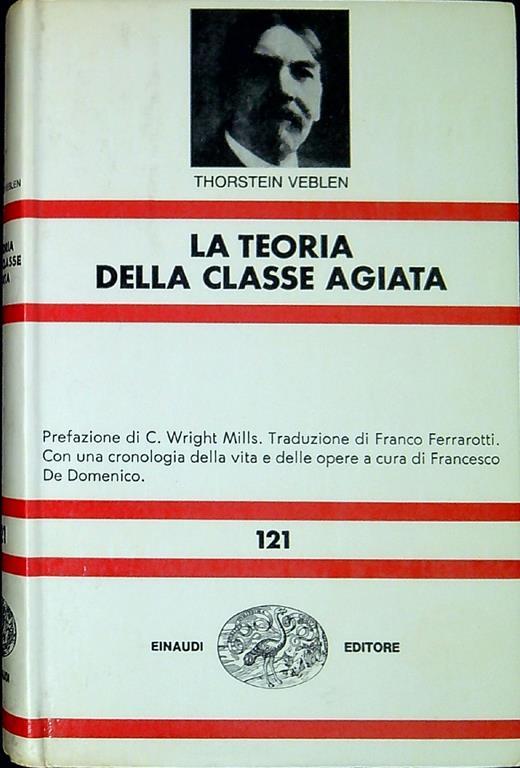 THORSTEIN VEBLEN
LA TEORIA
DELLA CLASSE AGIATA
Prefazione di C. Wright Mills. Traduzione di Franco Ferrarotti.
Con una cronologia della vita e delle opere a cura di Francesco
De Domenico.
121
EINAUDI EDITORE